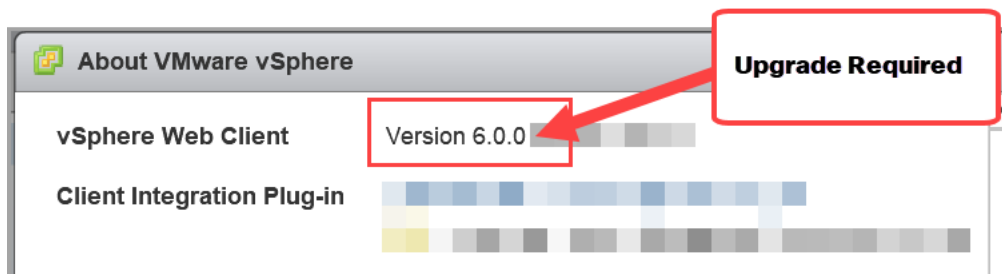 About VMware vSphere
Upgrade Required
vSphere Web Client
Version 6.0.0
Client Integration Plug-in